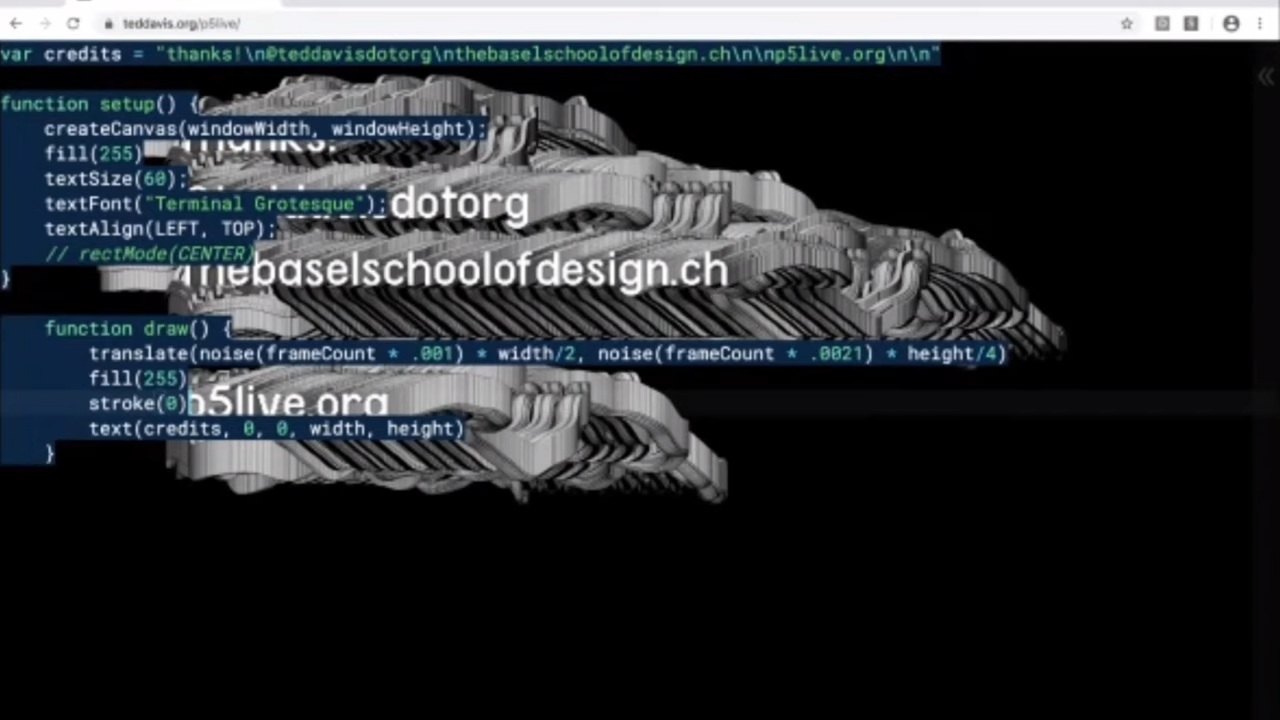 teddavis.org/p5live/
var credits = "thanks!\n@teddavisdotorg\nthebaselschoolofdesign.ch\n\np5live.org\n\n"
function setup() {
createCanvas(windowWidth, windowHeight);
fill(255)
thanks!
textSize(60);
textFont("Terminal Grotesque");
dotorg
textAlign(LEFT, TOP);
// rectMode(CENTER)
thebaselschoolofdesign.ch
}
function draw() {
translate(noise(frameCount * .001) * width/2, noise(frameCount * .0021) * height/4)
fill(255)
stroke(0)
p5live.org
text(credits, 0, 0, width, height)
}